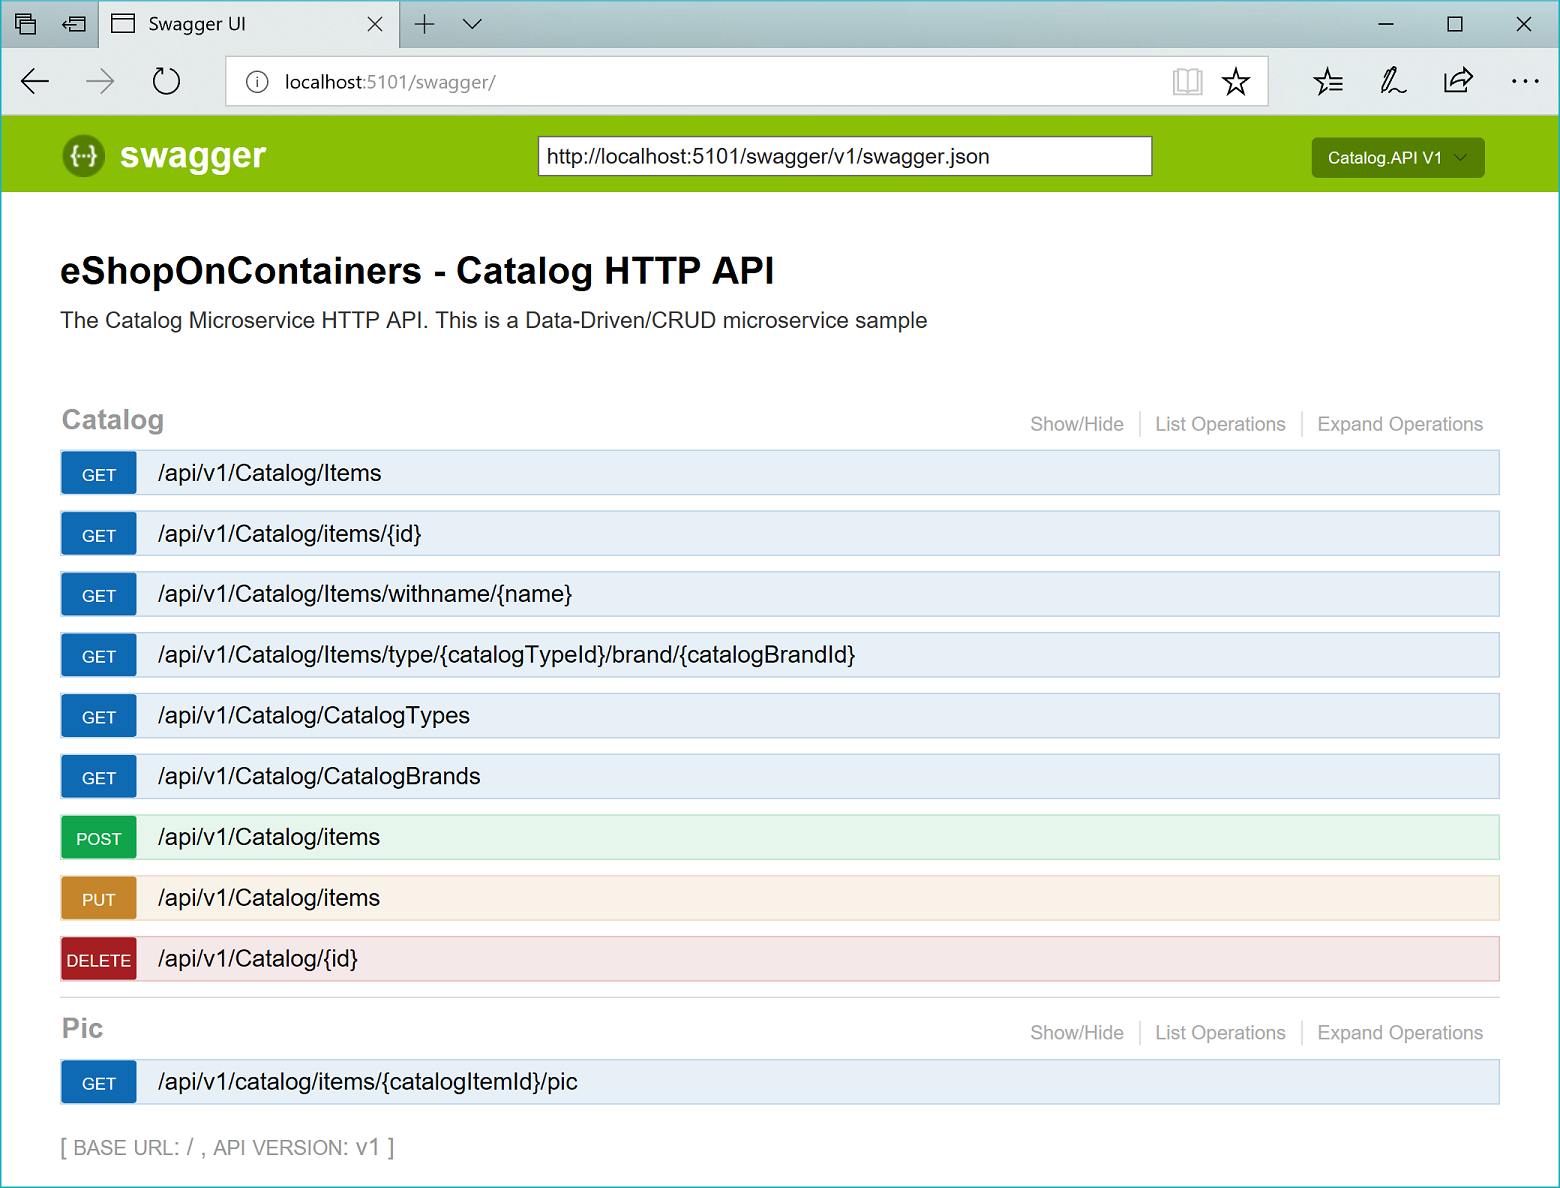 Swagger UI
localhost:5101/swagger/
{···} swagger
http://localhost:5101/swagger/v1/swagger.json
Catalog.API V1
eShopOnContainers - Catalog HTTP API
The Catalog Microservice HTTP API. This is a Data-Driven/CRUD microservice sample
Catalog
Show/Hide List Operations Expand Operations
GET /api/v1/Catalog/Items
GET /api/v1/Catalog/items/{id}
GET /api/v1/Catalog/Items/withname/{name}
GET /api/v1/Catalog/Items/type/{catalogTypeId}/brand/{catalogBrandId}
GET /api/v1/Catalog/CatalogTypes
GET /api/v1/Catalog/CatalogBrands
POST /api/v1/Catalog/items
PUT /api/v1/Catalog/items
DELETE /api/v1/Catalog/{id}
Pic
Show/Hide List Operations Expand Operations
GET /api/v1/catalog/items/{catalogItemId}/pic
[ BASE URL: / , API VERSION: v1 ]